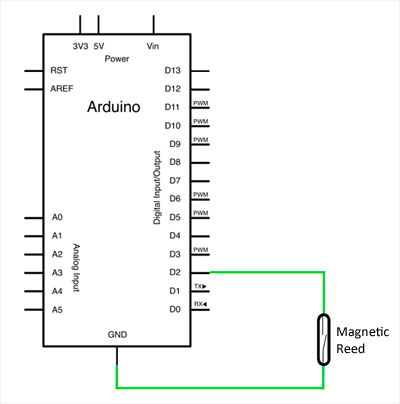 3V3 5V Vin
Power
RST
AREF
Arduino
D13
D12
D11 PWM
D10 PWM
D9 PWM
D8
D7
D6 PWM
D5 PWM
D4
D3 PWM
D2
D1 TX▶
D0 RX◀
Digital Input/Output
A0
A1
A2
A3
A4
A5
Analog Input
GND
Magnetic
Reed